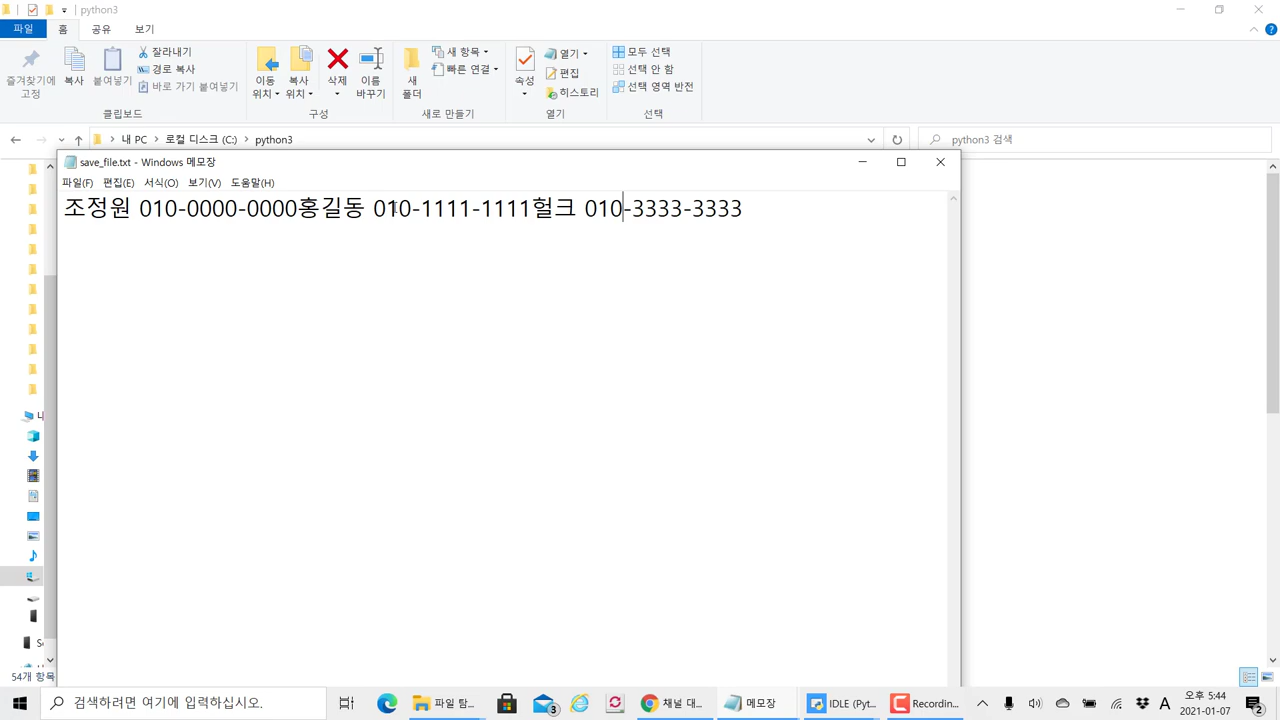 python3
파일 홈 공유 보기
즐겨찾기에 고정
복사
붙여넣기
잘라내기
경로 복사
바로 가기 붙여넣기
클립보드
이동 위치
복사 위치
삭제
이름 바꾸기
구성
새 폴더
새 항목
빠른 연결
새로 만들기
속성
열기
편집
히스토리
열기
모두 선택
선택 안 함
선택 영역 반전
선택
내 PC > 로컬 디스크 (C:) > python3
python3 검색
save_file.txt - Windows 메모장
파일(F) 편집(E) 서식(O) 보기(V) 도움말(H)
조정원 010-0000-0000홍길동 010-1111-1111헐크 010-3333-3333
54개 항목
검색하려면 여기에 입력하십시오.
3
파일 탐...
채널 대...
메모장
IDLE (Pyt...
Recordin...
A
오후 5:44
2021-01-07
2